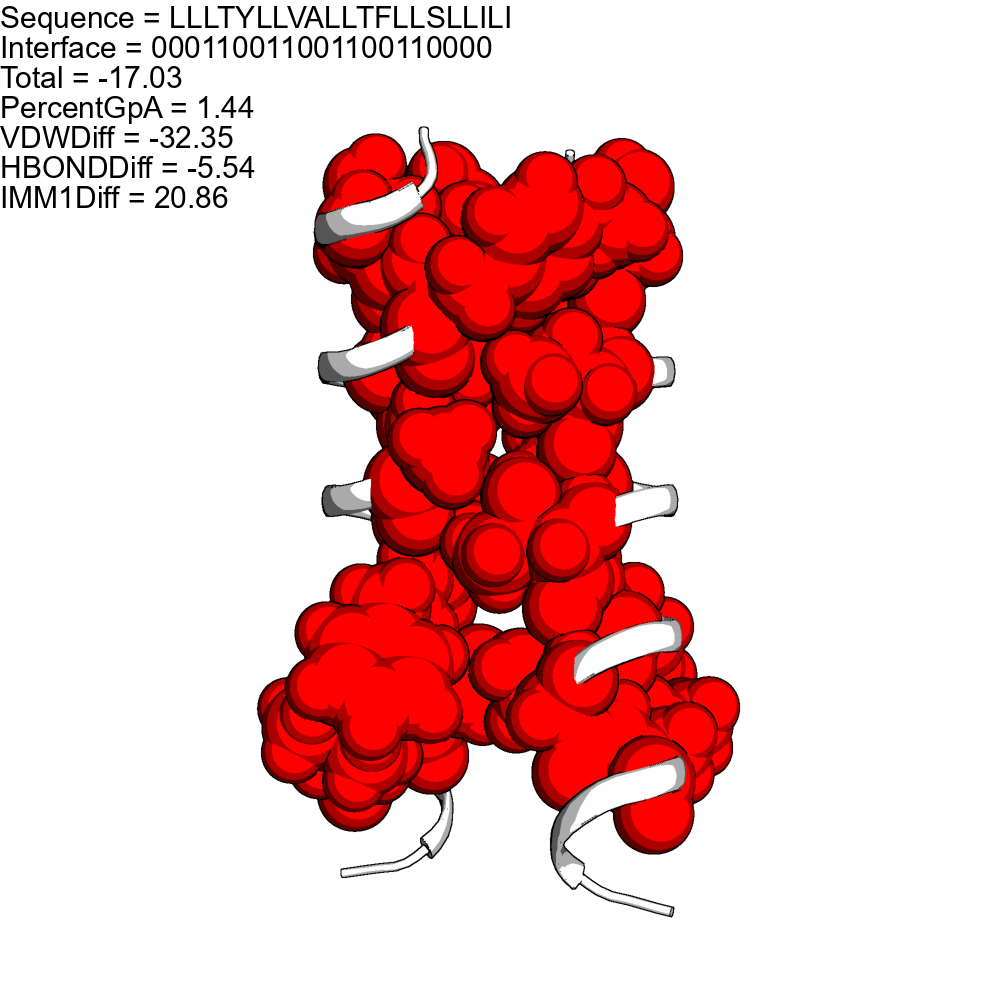 Sequence = LLLTYLLVALLTFLLSLLILI
Interface = 000110011001100110000
Total = -17.03
PercentGpA = 1.44
VDWDiff = -32.35
HBONDDiff = -5.54
IMM1Diff = 20.86